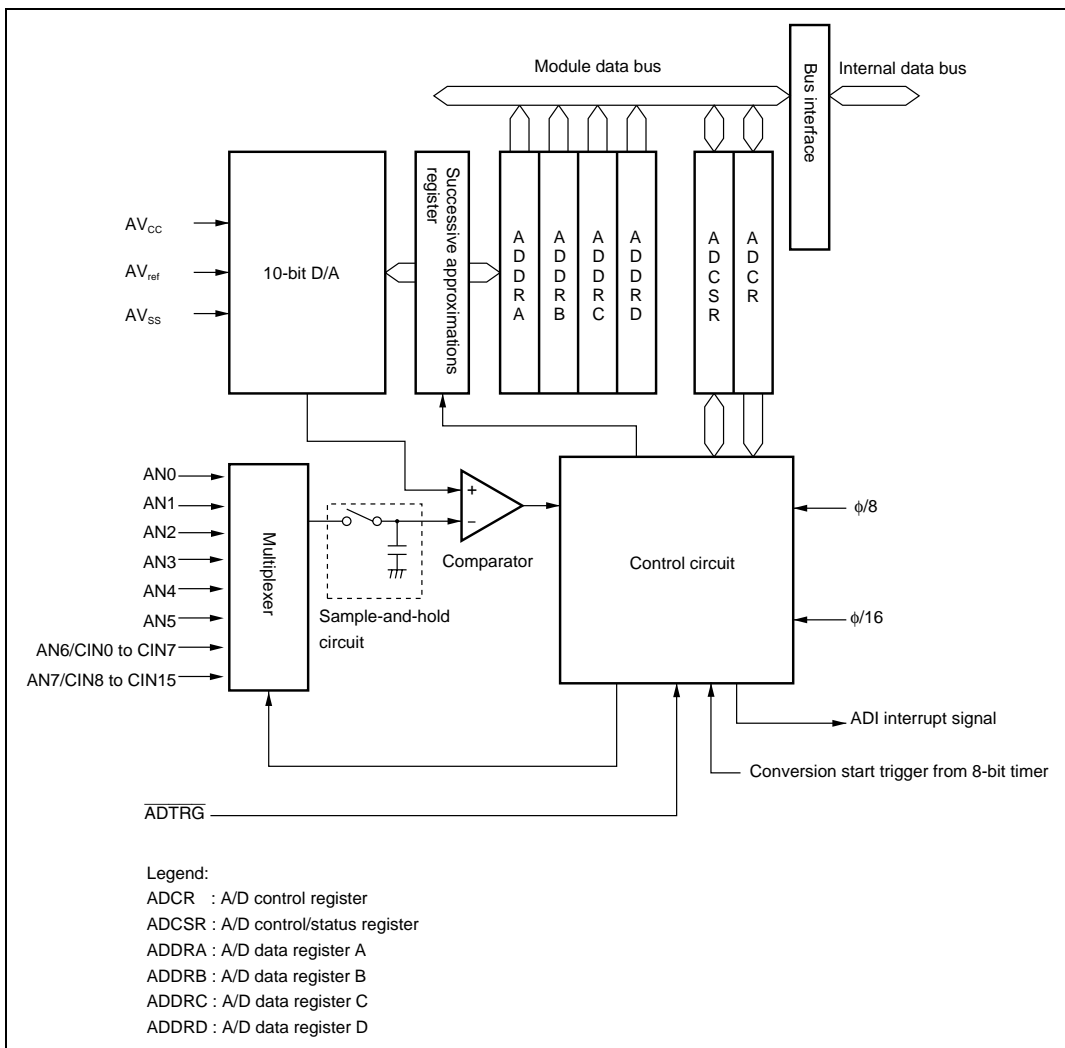 Module data bus
Internal data bus
Bus interface
AVCC
AVref
AVSS
10-bit D/A
Successive approximations
register
ADDRA
ADDRB
ADDRC
ADDRD
ADCSR
ADCR
AN0
AN1
AN2
AN3
AN4
AN5
AN6/CIN0 to CIN7
AN7/CIN8 to CIN15
Multiplexer
+
−
Comparator
Sample-and-hold
circuit
Control circuit
ϕ/8
ϕ/16
ADI interrupt signal
Conversion start trigger from 8-bit timer
ADTRG
Legend:
ADCR : A/D control register
ADCSR : A/D control/status register
ADDRA : A/D data register A
ADDRB : A/D data register B
ADDRC : A/D data register C
ADDRD : A/D data register D